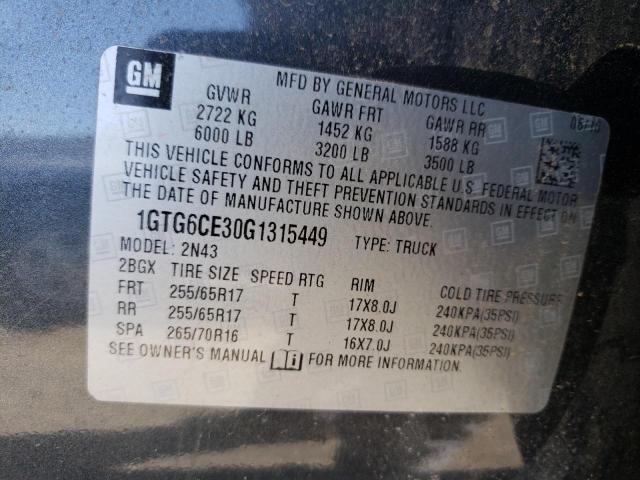 GM
MFD BY GENERAL MOTORS LLC
GVWR GAWR FRT GAWR RR
2722 KG 1452 KG 1588 KG
6000 LB 3200 LB 3500 LB
THIS VEHICLE CONFORMS TO ALL APPLICABLE U.S. FEDERAL MOTOR
VEHICLE SAFETY AND THEFT PREVENTION STANDARDS IN EFFECT ON
THE DATE OF MANUFACTURE SHOWN ABOVE.
1GTG6CE30G1315449 TYPE: TRUCK
MODEL: 2N43
2BGX TIRE SIZE SPEED RTG RIM COLD TIRE PRESSURE
FRT 255/65R17 T 17X8.0J 240KPA(35PSI)
RR 255/65R17 T 17X8.0J 240KPA(35PSI)
SPA 265/70R16 T 16X7.0J 240KPA(35PSI)
SEE OWNER'S MANUAL FOR MORE INFORMATION.